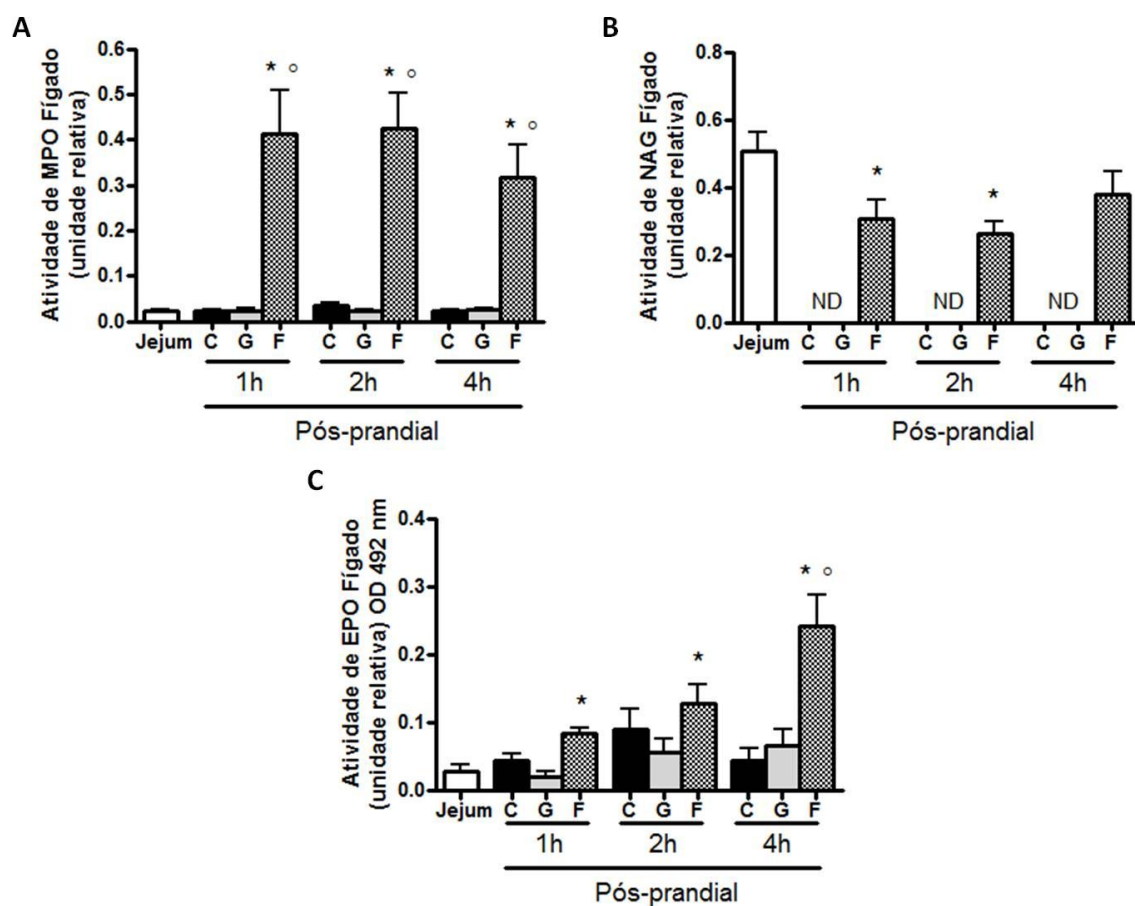 A
Atividade de MPO Fígado
(unidade relativa)
0.6
0.5
0.4
0.3
0.2
0.1
0.0
* ○
* ○
* ○
Jejum C G F C G F C G F
1h 2h 4h
Pós-prandial
B
Atividade de NAG Fígado
(unidade relativa)
0.8
0.6
0.4
0.2
0.0
*
*
ND ND ND
Jejum C G F C G F C G F
1h 2h 4h
Pós-prandial
C
Atividade de EPO Fígado
(unidade relativa) OD 492 nm
0.4
0.3
0.2
0.1
0.0
*
*
* ○
Jejum C G F C G F C G F
1h 2h 4h
Pós-prandial